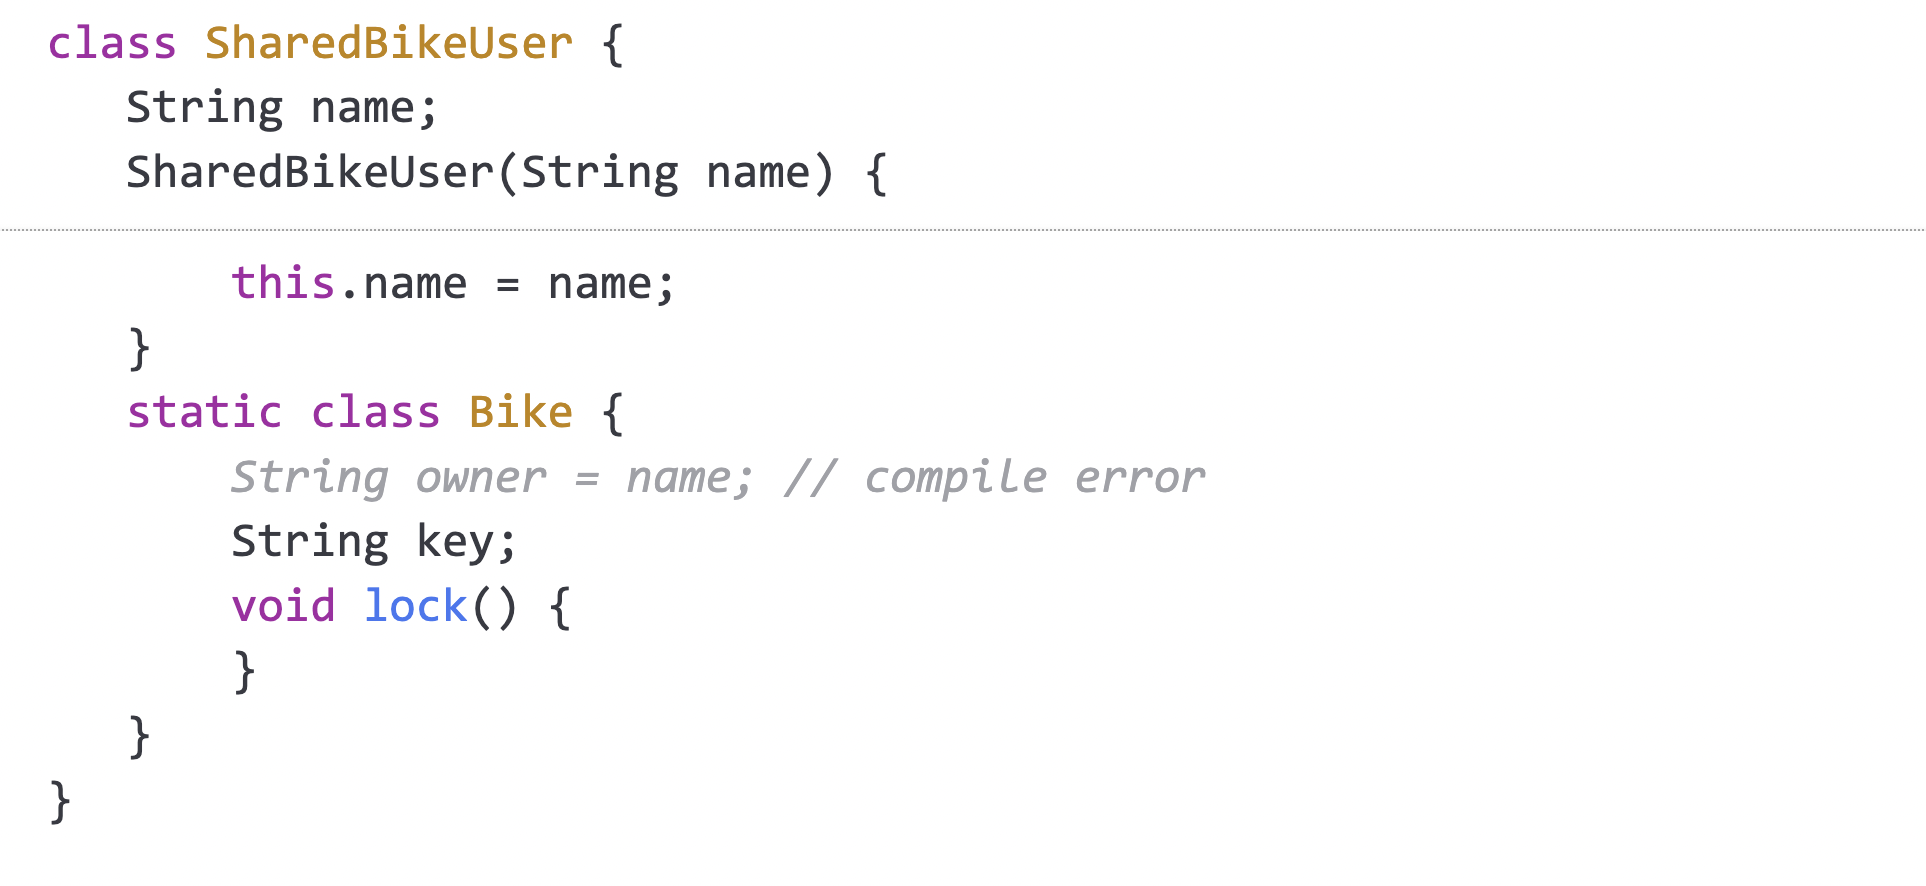 class SharedBikeUser {
String name;
SharedBikeUser(String name) {
this.name = name;
}
static class Bike {
String owner = name; // compile error
String key;
void lock() {
}
}
}